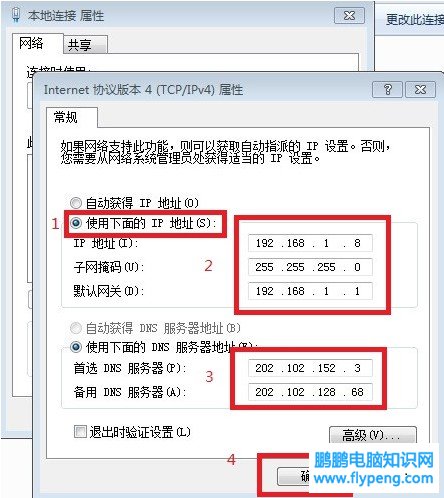 本地连接 属性
更改此连接
网络 共享
连接时使用:
Internet 协议版本 4 (TCP/IPv4) 属性
常规
如果网络支持此功能，则可以获取自动指派的 IP 设置。否则，
您需要从网络系统管理员处获得适当的 IP 设置。
自动获得 IP 地址(O)
1 使用下面的 IP 地址(S):
IP 地址(I): 192 .168 . 1 . 8
子网掩码(U): 2 255 .255 .255 . 0
默认网关(D): 192 .168 . 1 . 1
自动获得 DNS 服务器地址(B)
使用下面的 DNS 服务器地址(E):
首选 DNS 服务器(P): 3 202 .102 .152 . 3
备用 DNS 服务器(A): 202 .102 .128 .68
退出时验证设置(L)
高级(V)...
4
鹏鹏电脑知识网
www.flypeng.com